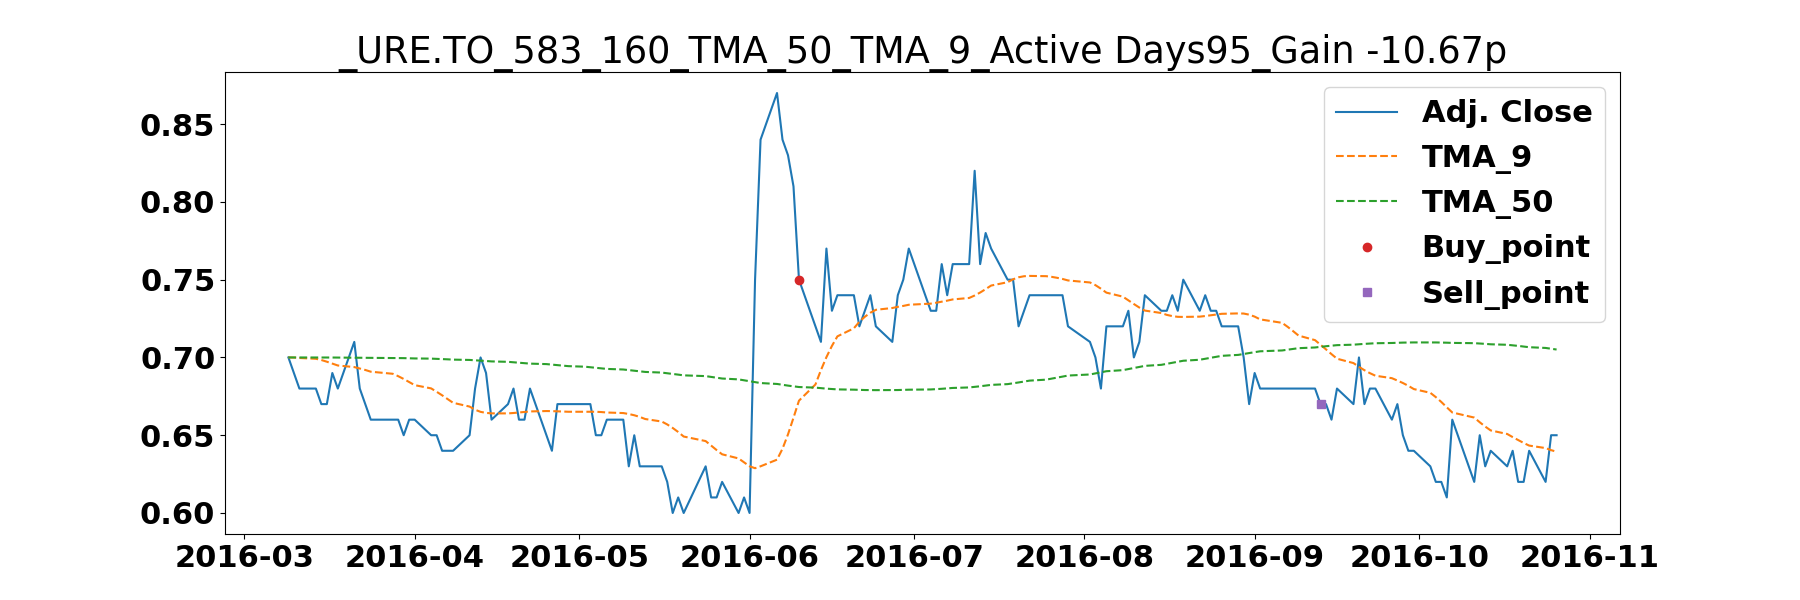 _URE.TO_583_160_TMA_50_TMA_9_Active Days95_Gain -10.67p
Adj. Close
TMA_9
TMA_50
Buy_point
Sell_point
0.85
0.80
0.75
0.70
0.65
0.60
2016-03 2016-04 2016-05 2016-06 2016-07 2016-08 2016-09 2016-10 2016-11